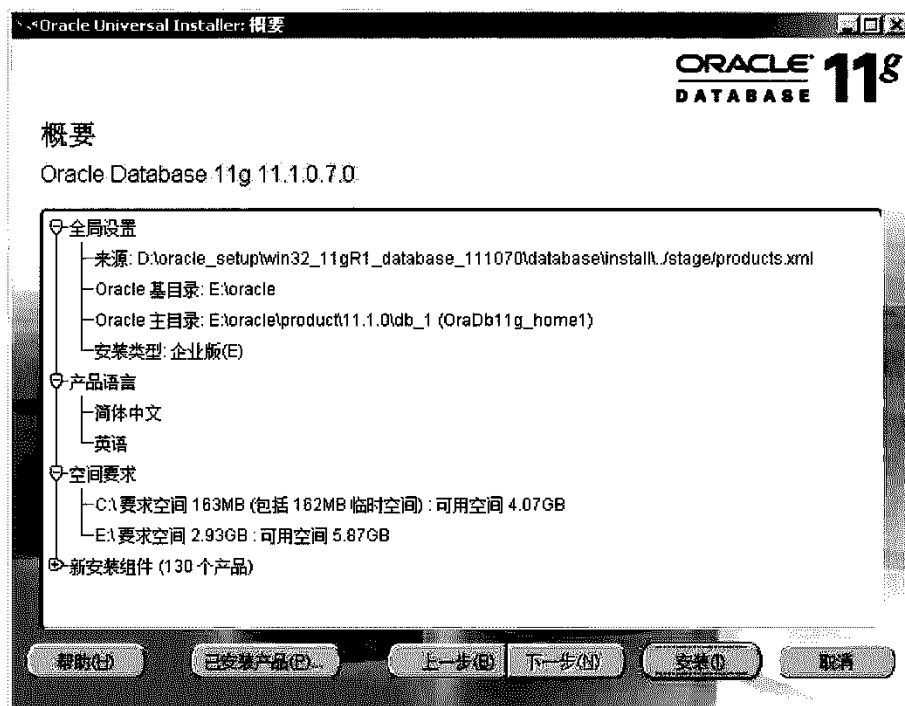 Oracle Universal Installer: 概要
ORACLE 11g
DATABASE
概要
Oracle Database 11g 11.1.0.7.0
全局设置
来源: D:\oracle_setup\win32_11gR1_database_111070\database\install\../stage/products.xml
Oracle 基目录: E:\oracle
Oracle 主目录: E:\oracle\product\11.1.0\db_1 (OraDb11g_home1)
安装类型: 企业版(E)
产品语言
简体中文
英语
空间要求
C:\ 要求空间 163MB (包括 162MB 临时空间) : 可用空间 4.07GB
E:\ 要求空间 2.93GB : 可用空间 5.87GB
新安装组件 (130 个产品)
帮助(H) 已安装产品(P)... 上一步(B) 下一步(N) 安装(I) 取消